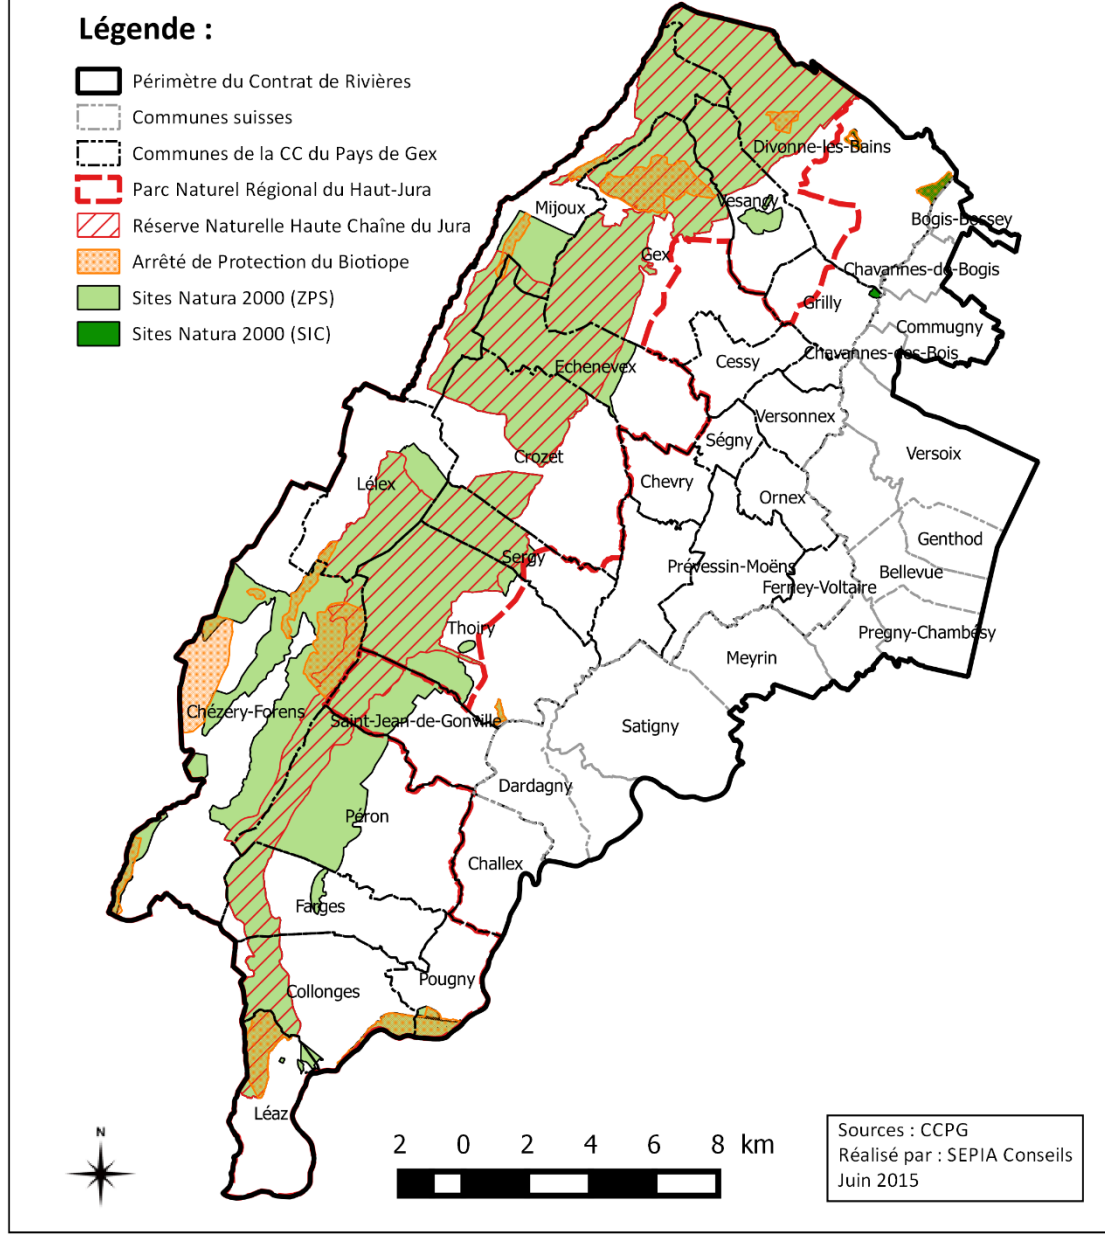 Légende :
Périmètre du Contrat de Rivières
Communes suisses
Communes de la CC du Pays de Gex
Parc Naturel Régional du Haut-Jura
Réserve Naturelle Haute Chaîne du Jura
Arrêté de Protection du Biotiope
Sites Natura 2000 (ZPS)
Sites Natura 2000 (SIC)
Divonne-les-Bains
Mijoux
Vesancy
Bogis-Bossey
Gex
Chavannes-de-Bogis
Grilly
Commugny
Chavannes-des-Bois
Cessy
Echenevex
Versonnex
Ségny
Versoix
Crozet
Chevry
Lélex
Ornex
Genthod
Sergy
Prévessin-Moëns
Bellevue
Ferney-Voltaire
Thoiry
Pregny-Chambésy
Meyrin
Chézery-Forens
Saint-Jean-de-Gonville
Satigny
Dardagny
Péron
Challex
Farges
Pougny
Collonges
Léaz
N
2 0 2 4 6 8 km
Sources : CCPG
Réalisé par : SEPIA Conseils
Juin 2015